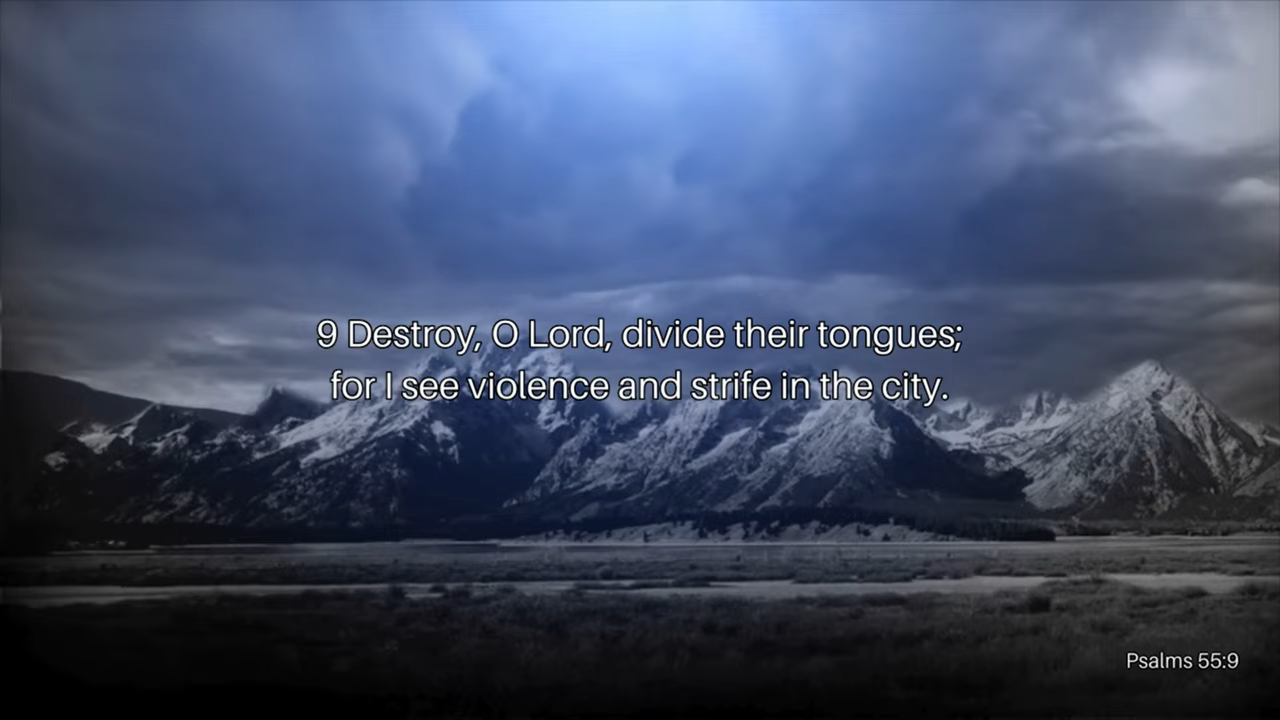 9 Destroy, O Lord, divide their tongues;
for I see violence and strife in the city.
Psalms 55:9